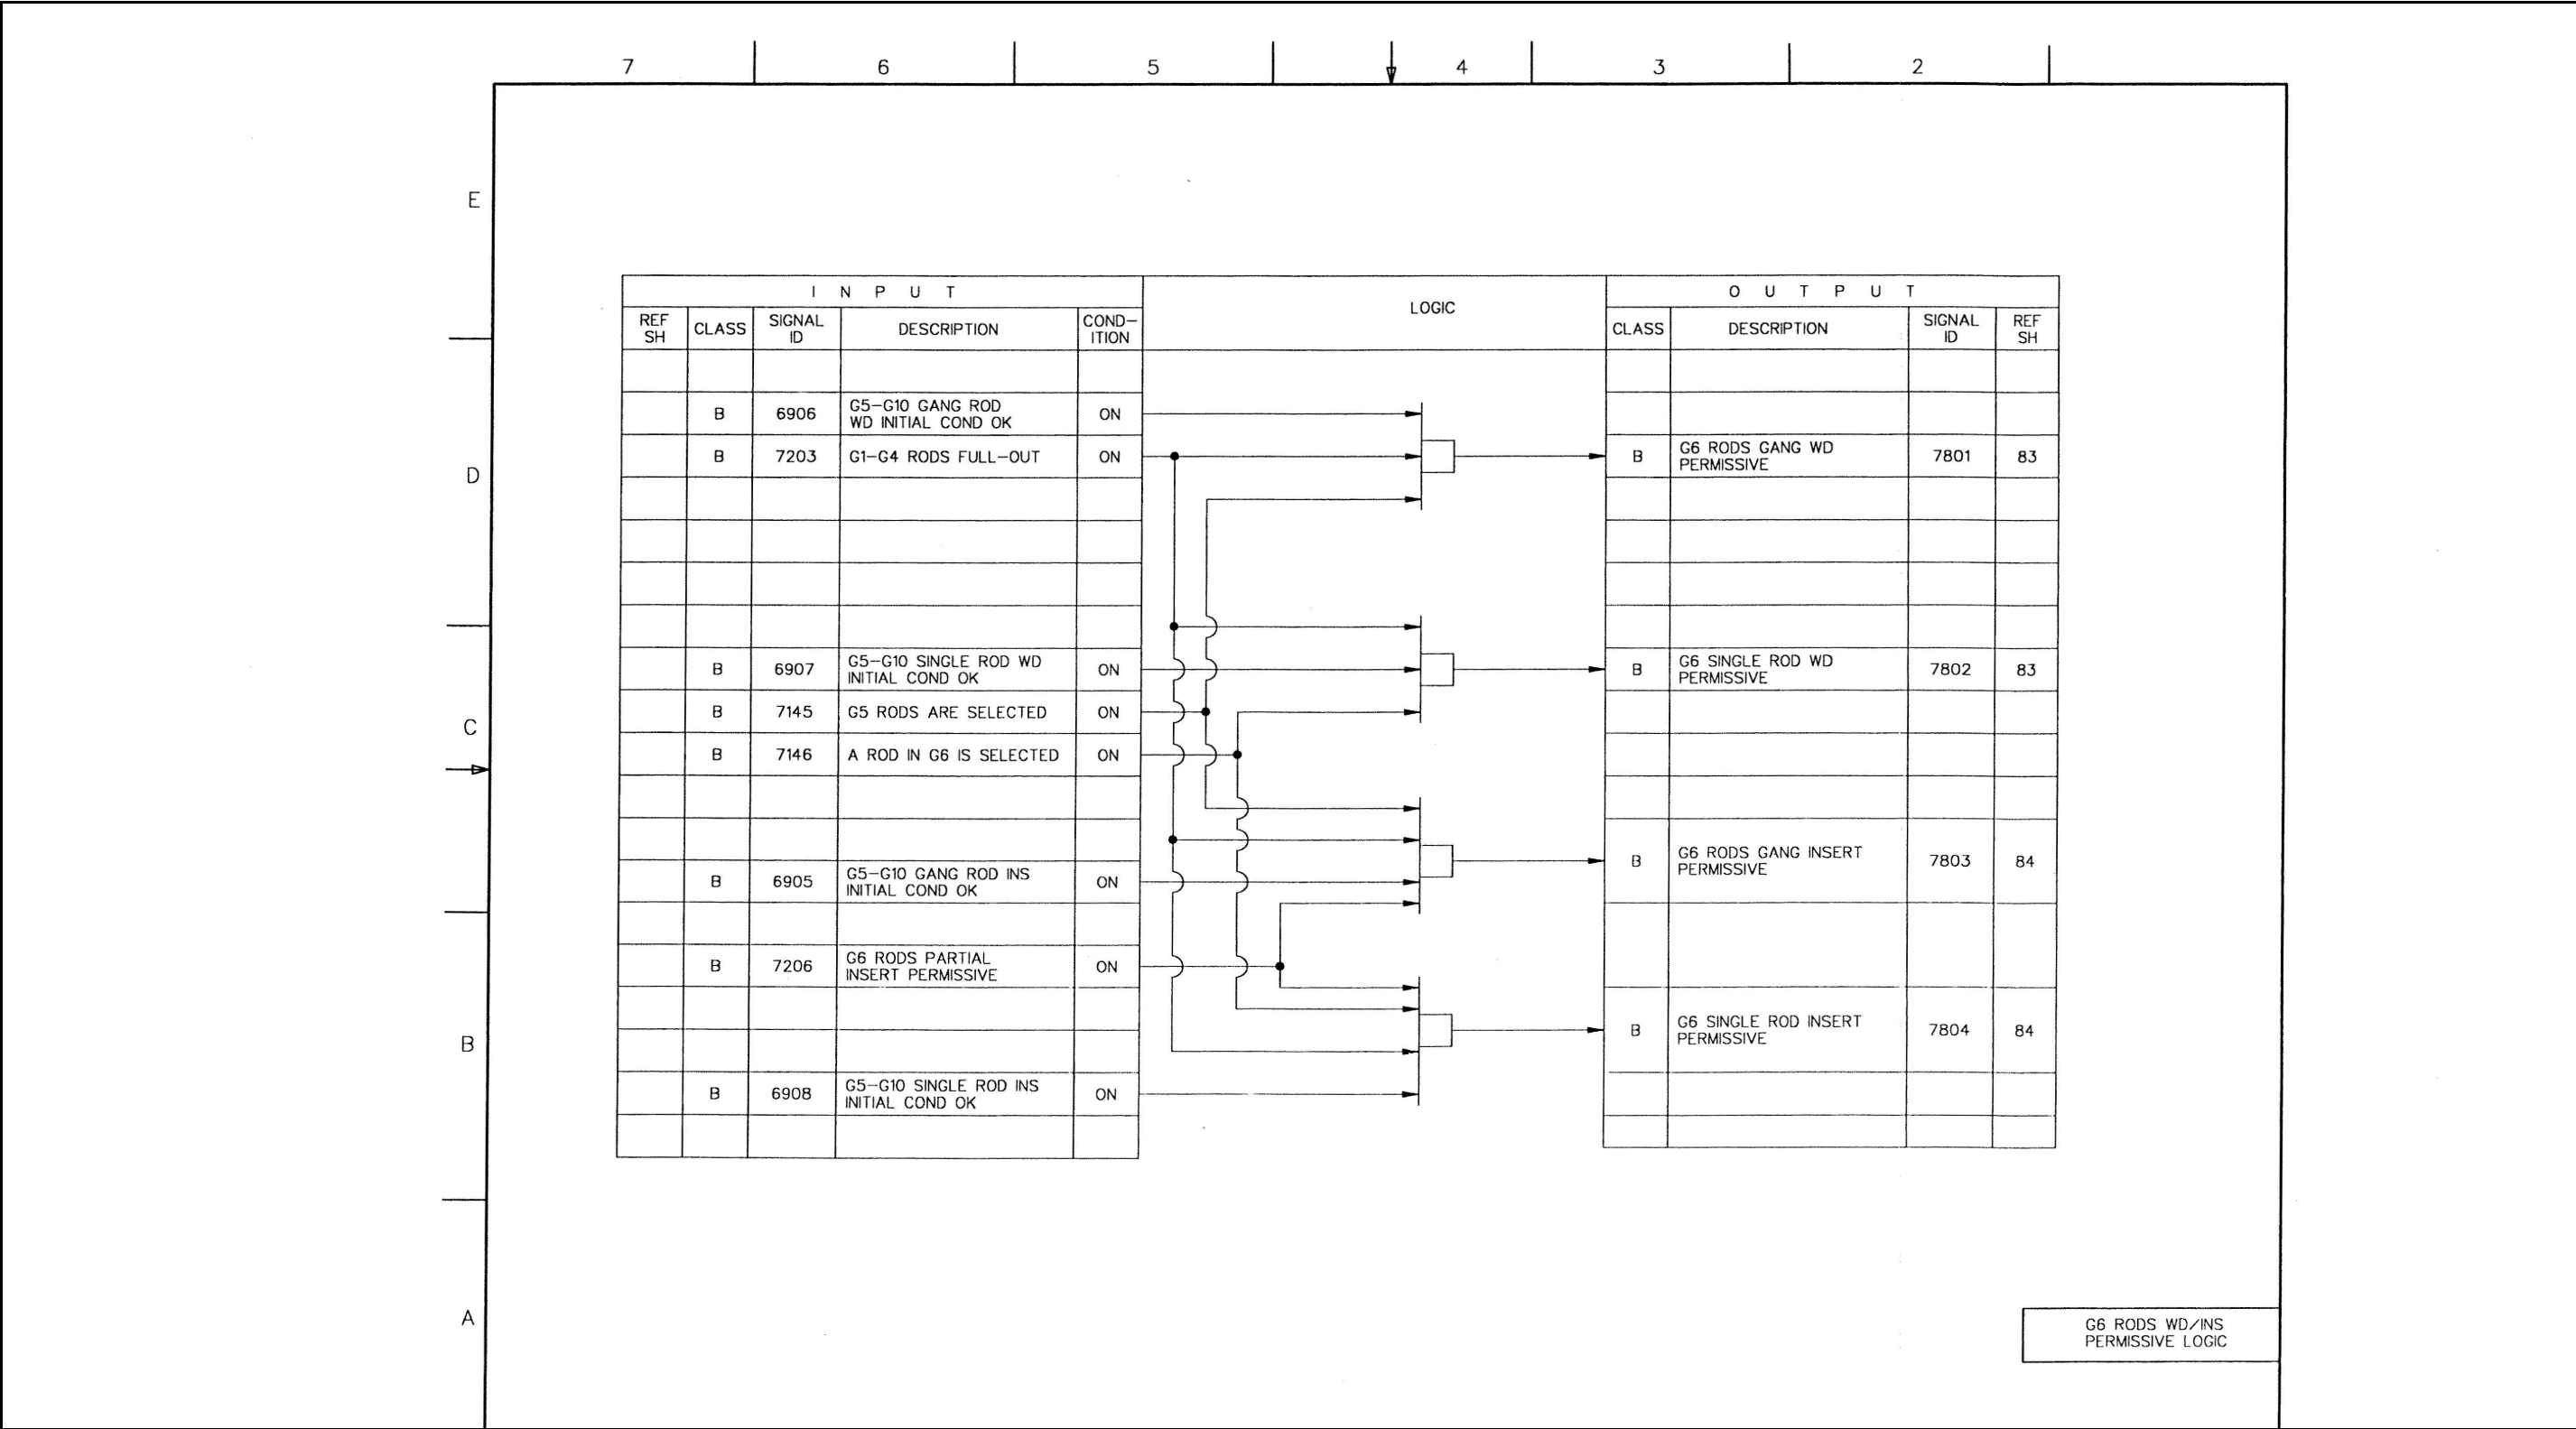 7 6 5 4 3 2
E
D
C
B
A
I N P U T
LOGIC
O U T P U T
REF SH CLASS SIGNAL ID DESCRIPTION COND-ITION
CLASS DESCRIPTION SIGNAL ID REF SH
B 6906 G5-G10 GANG ROD
WD INITIAL COND OK ON
B 7203 G1-G4 RODS FULL-OUT ON
B G6 RODS GANG WD
PERMISSIVE 7801 83
B 6907 G5-G10 SINGLE ROD WD
INITIAL COND OK ON
B G6 SINGLE ROD WD
PERMISSIVE 7802 83
B 7145 G5 RODS ARE SELECTED ON
B 7146 A ROD IN G6 IS SELECTED ON
B 6905 G5-G10 GANG ROD INS
INITIAL COND OK ON
B G6 RODS GANG INSERT
PERMISSIVE 7803 84
B 7206 G6 RODS PARTIAL
INSERT PERMISSIVE ON
B G6 SINGLE ROD INSERT
PERMISSIVE 7804 84
B 6908 G5-G10 SINGLE ROD INS
INITIAL COND OK ON
G6 RODS WD/INS
PERMISSIVE LOGIC